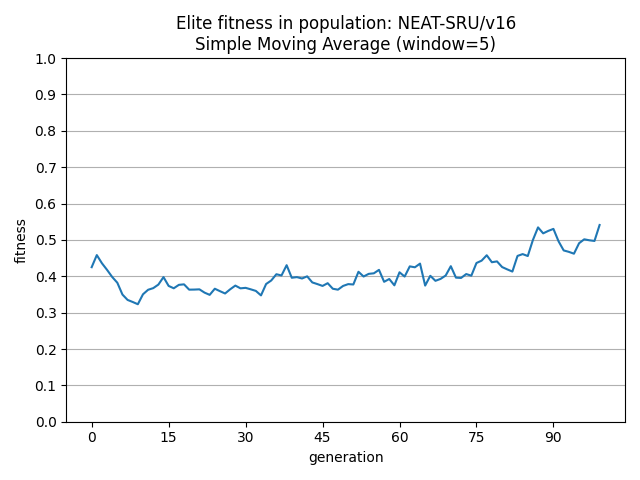 Elite fitness in population: NEAT-SRU/v16
Simple Moving Average (window=5)
1.0
0.9
0.8
0.7
0.6
0.5
0.4
0.3
0.2
0.1
0.0
fitness
0 15 30 45 60 75 90
generation